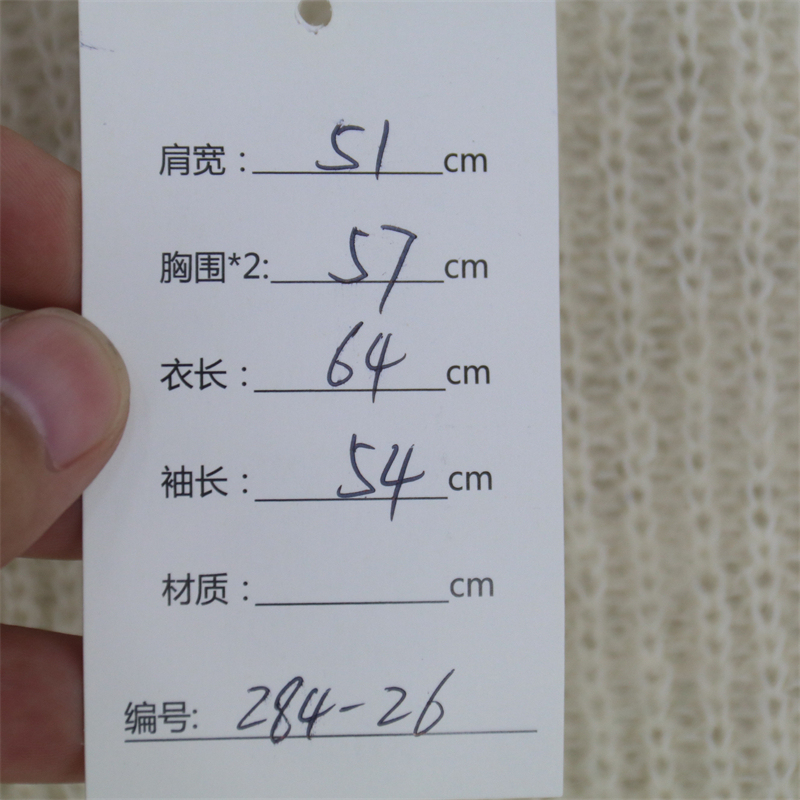 肩宽：51cm
胸围*2:57cm
衣长：64cm
袖长：54cm
材质：cm
编号: 284-26